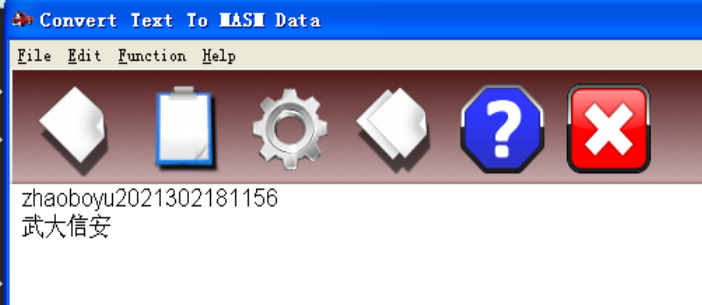 Convert Text To MASM Data
File Edit Function Help
zhaoboyu2021302181156
武大信安